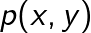 p(x, y)